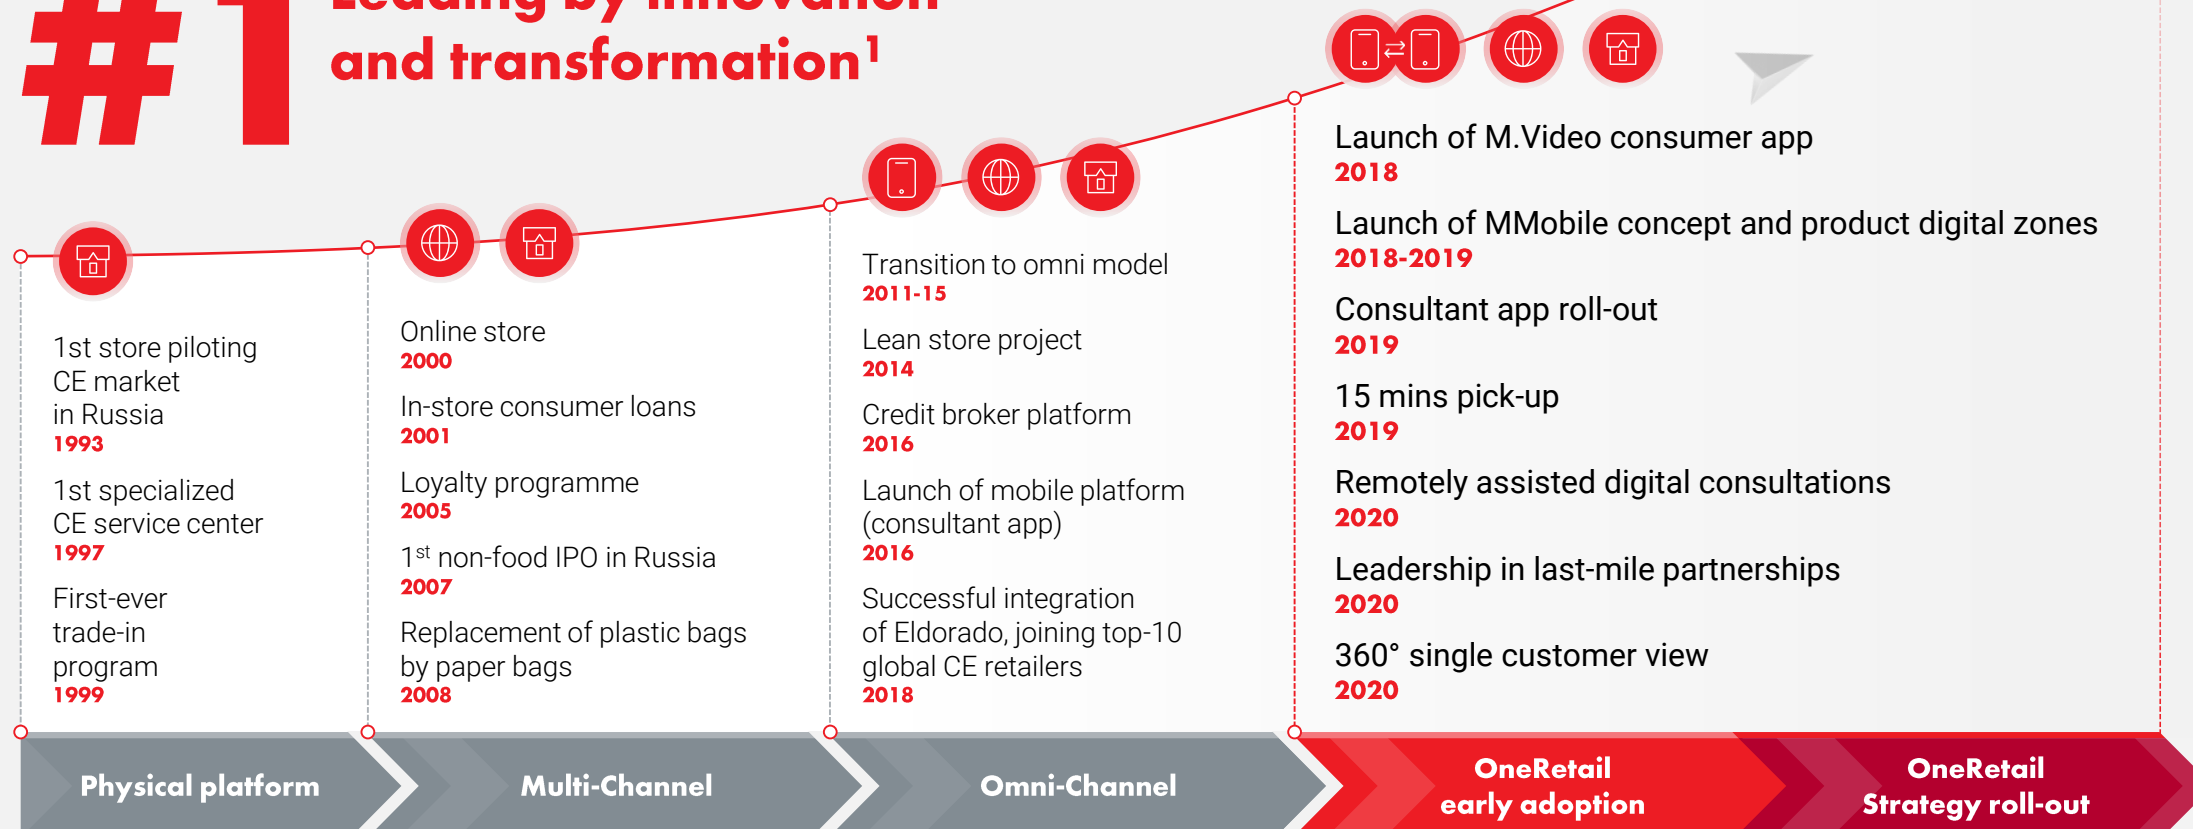 #1
Leading by innovation
and transformation¹
1st store piloting
CE market
in Russia
1993
1st specialized
CE service center
1997
First-ever
trade-in
program
1999
Online store
2000
In-store consumer loans
2001
Loyalty programme
2005
1st non-food IPO in Russia
2007
Replacement of plastic bags
by paper bags
2008
Transition to omni model
2011-15
Lean store project
2014
Credit broker platform
2016
Launch of mobile platform
(consultant app)
2016
Successful integration
of Eldorado, joining top-10
global CE retailers
2018
Launch of M.Video consumer app
2018
Launch of MMobile concept and product digital zones
2018-2019
Consultant app roll-out
2019
15 mins pick-up
2019
Remotely assisted digital consultations
2020
Leadership in last-mile partnerships
2020
360° single customer view
2020
Physical platform
Multi-Channel
Omni-Channel
OneRetail
early adoption
OneRetail
Strategy roll-out